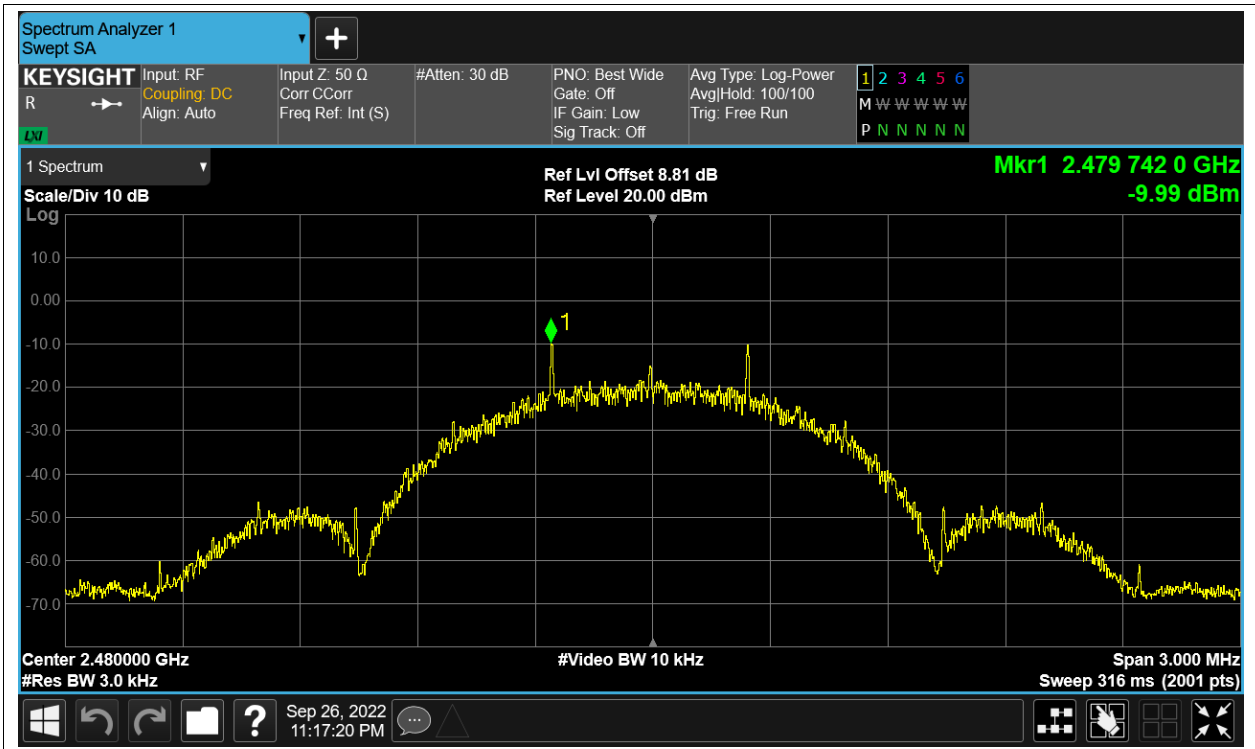 Spectrum Analyzer 1
Swept SA
+
KEYSIGHT
R
LXI
Input: RF
Coupling: DC
Align: Auto
Input Z: 50 Ω
Corr CCorr
Freq Ref: Int (S)
#Atten: 30 dB
PNO: Best Wide
Gate: Off
IF Gain: Low
Sig Track: Off
Avg Type: Log-Power
Avg|Hold: 100/100
Trig: Free Run
1 2 3 4 5 6
M W W W W W W
P N N N N N
1 Spectrum
Scale/Div 10 dB
Log
Ref Lvl Offset 8.81 dB
Ref Level 20.00 dBm
Mkr1 2.479 742 0 GHz
-9.99 dBm
10.0
0.00
1
-10.0
-20.0
-30.0
-40.0
-50.0
-60.0
-70.0
Center 2.480000 GHz
#Video BW 10 kHz
Span 3.000 MHz
#Res BW 3.0 kHz
Sweep 316 ms (2001 pts)
?
Sep 26, 2022
11:17:20 PM